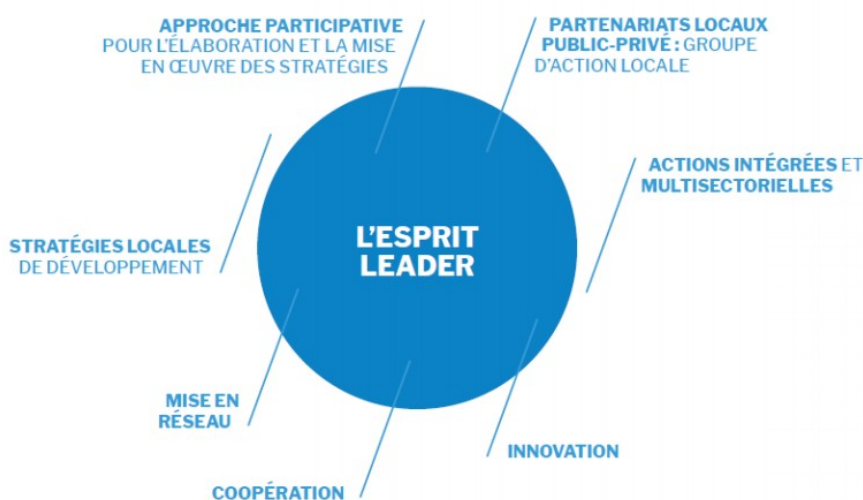 APPROCHE PARTICIPATIVE
POUR L'ÉLABORATION ET LA MISE
EN ŒUVRE DES STRATÉGIES
PARTENARIATS LOCAUX
PUBLIC-PRIVÉ : GROUPE
D'ACTION LOCALE
ACTIONS INTÉGRÉES ET
MULTISECTORIELLES
L'ESPRIT
LEADER
STRATÉGIES LOCALES
DE DÉVELOPPEMENT
MISE EN
RÉSEAU
INNOVATION
COOPÉRATION